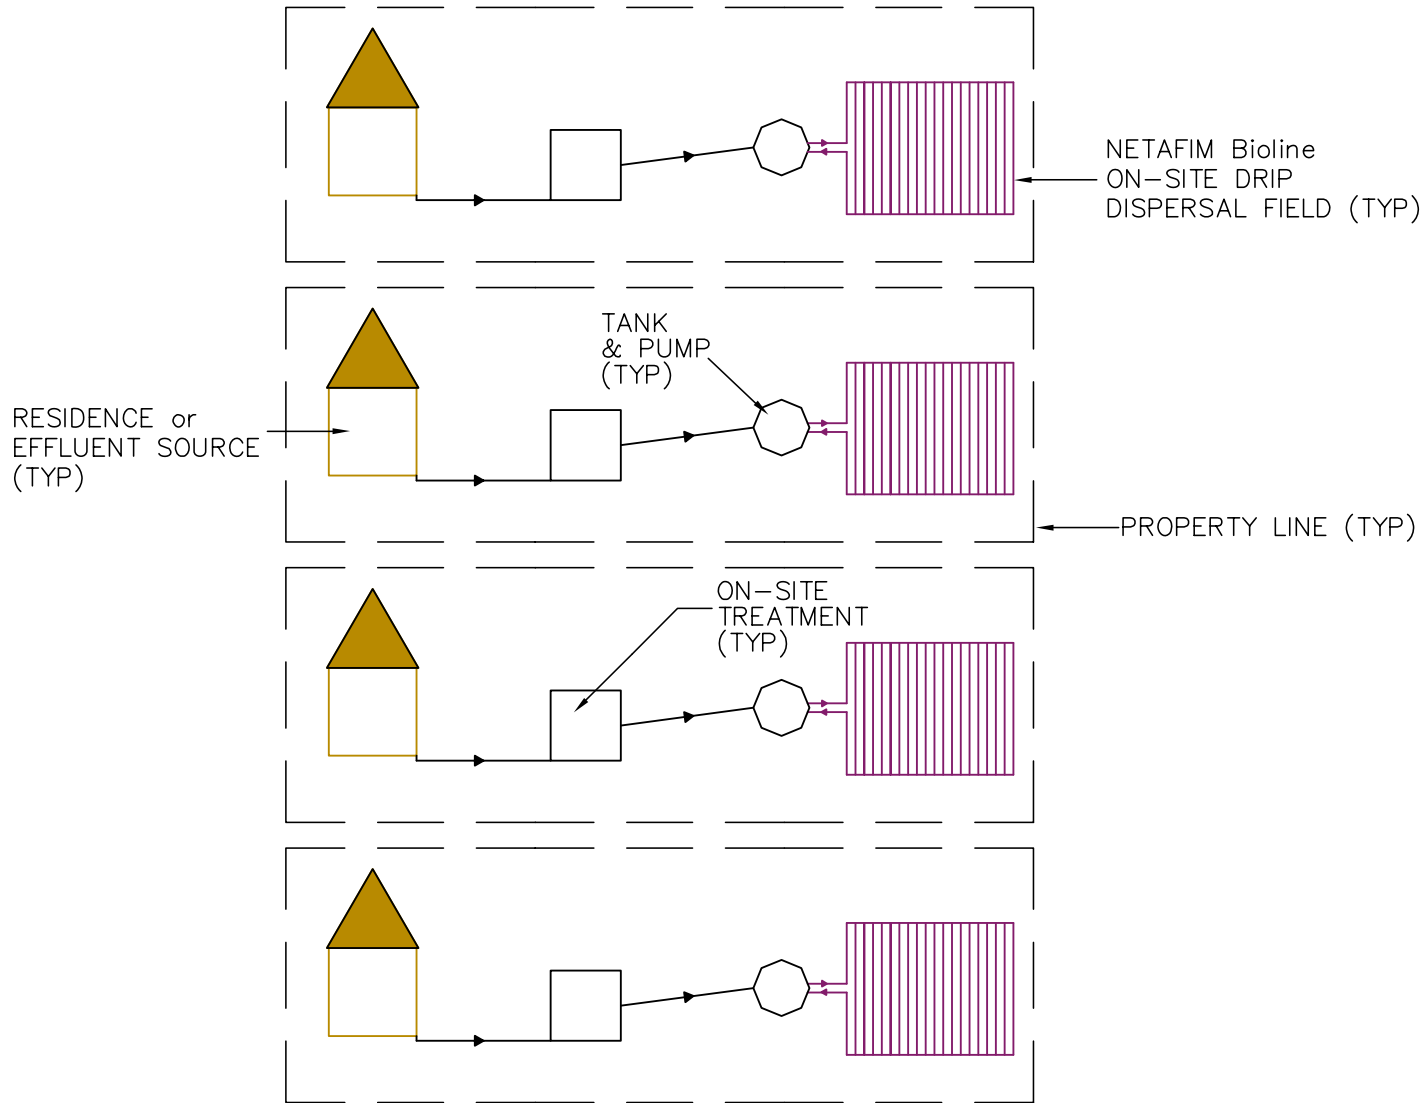 NETAFIM Bioline
ON-SITE DRIP
DISPERSAL FIELD (TYP)
TANK
& PUMP
(TYP)
RESIDENCE or
EFFLUENT SOURCE
(TYP)
PROPERTY LINE (TYP)
ON-SITE
TREATMENT
(TYP)